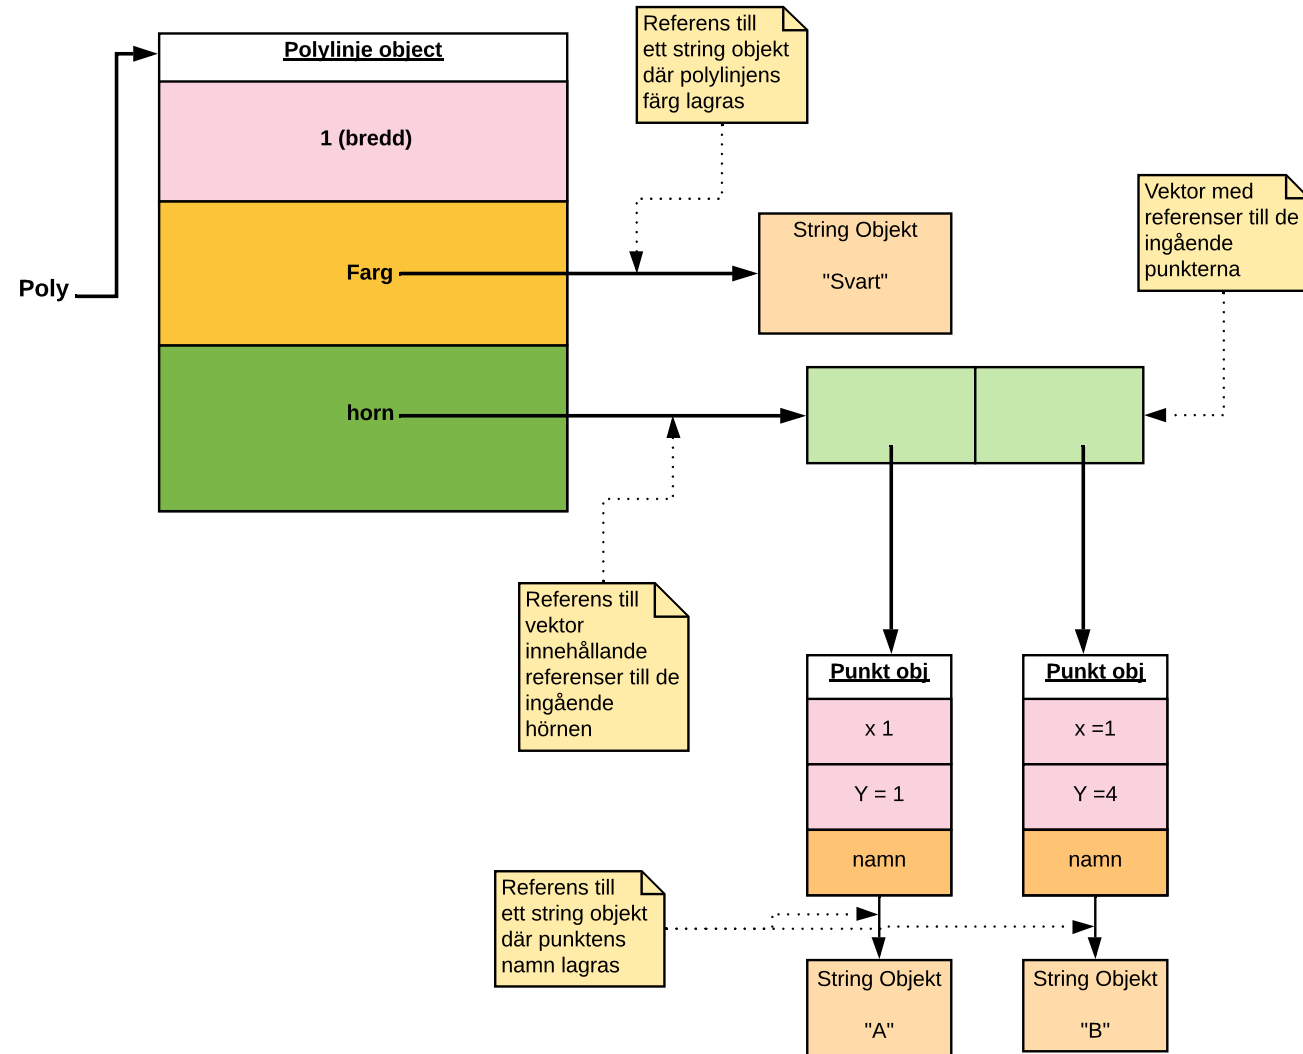 Polylinje object
1 (bredd)
Farg
horn
Poly
Referens till
ett string objekt
där polylinjens
färg lagras
String Objekt
"Svart"
Vektor med
referenser till de
ingående
punkterna
Referens till
vektor
innehållande
referenser till de
ingående
hörnen
Punkt obj
x 1
Y = 1
namn
Punkt obj
x =1
Y =4
namn
Referens till
ett string objekt
där punktens
namn lagras
String Objekt
"A"
String Objekt
"B"